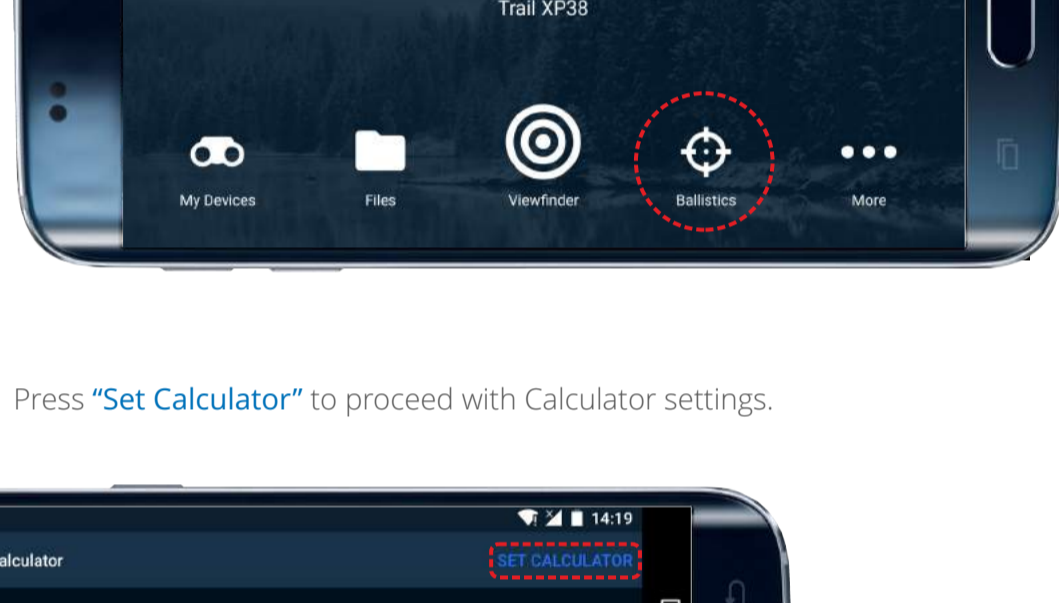 Trail XP38
My Devices Files Viewfinder Ballistics More
Press “Set Calculator” to proceed with Calculator settings.
14:19
alculator SET CALCULATOR